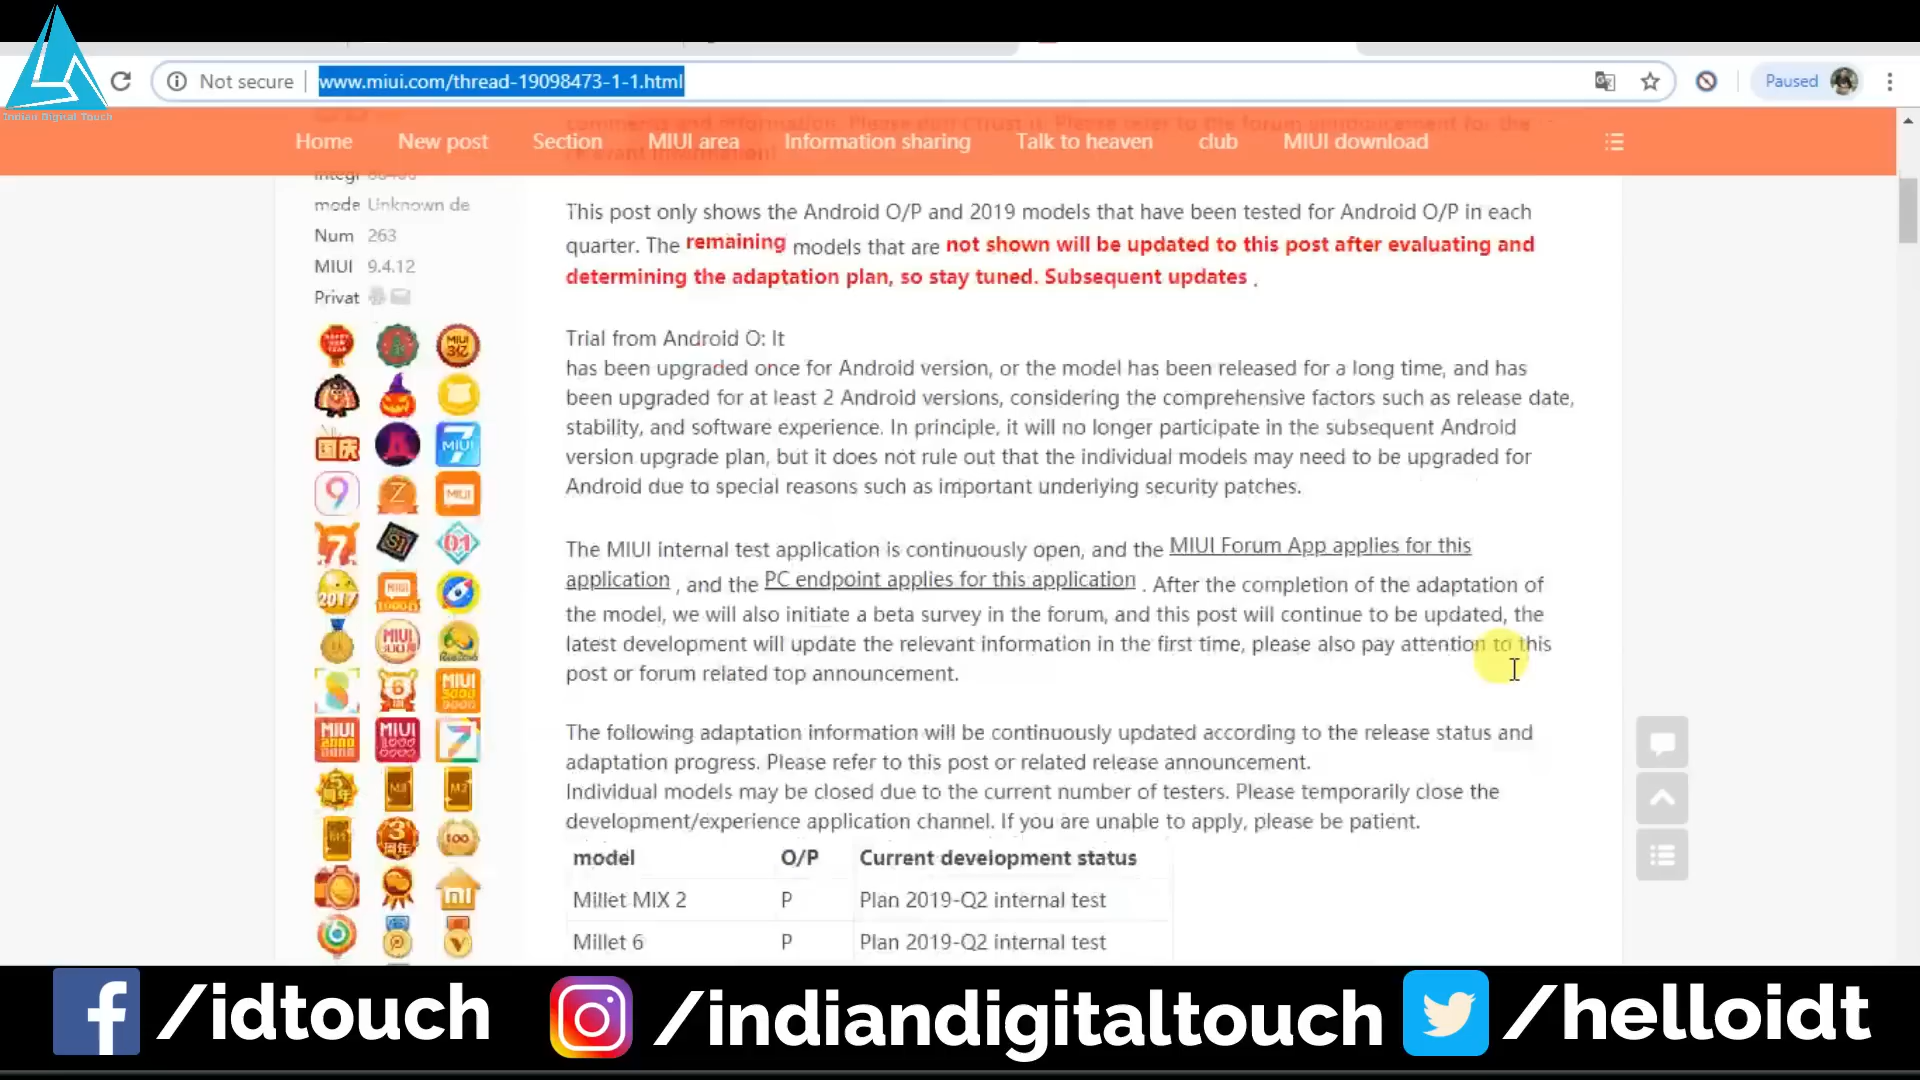 Indian Digital Touch
Not secure
www.miui.com/thread-19098473-1-1.html
Paused
Home
New post
Section
MIUI area
Information sharing
Talk to heaven
club
MIUI download
mode Unknown de
Num 263
MIUI 9.4.12
Privat
This post only shows the Android O/P and 2019 models that have been tested for Android O/P in each
quarter. The remaining models that are not shown will be updated to this post after evaluating and
determining the adaptation plan, so stay tuned. Subsequent updates .
Trial from Android O: It
has been upgraded once for Android version, or the model has been released for a long time, and has
been upgraded for at least 2 Android versions, considering the comprehensive factors such as release date,
stability, and software experience. In principle, it will no longer participate in the subsequent Android
version upgrade plan, but it does not rule out that the individual models may need to be upgraded for
Android due to special reasons such as important underlying security patches.
The MIUI internal test application is continuously open, and the MIUI Forum App applies for this
application , and the PC endpoint applies for this application . After the completion of the adaptation of
the model, we will also initiate a beta survey in the forum, and this post will continue to be updated, the
latest development will update the relevant information in the first time, please also pay attention to this
post or forum related top announcement.
The following adaptation information will be continuously updated according to the release status and
adaptation progress. Please refer to this post or related release announcement.
Individual models may be closed due to the current number of testers. Please temporarily close the
development/experience application channel. If you are unable to apply, please be patient.
model O/P Current development status
Millet MIX 2 P Plan 2019-Q2 internal test
Millet 6 P Plan 2019-Q2 internal test
/idtouch
/indiandigitaltouch
/helloidt